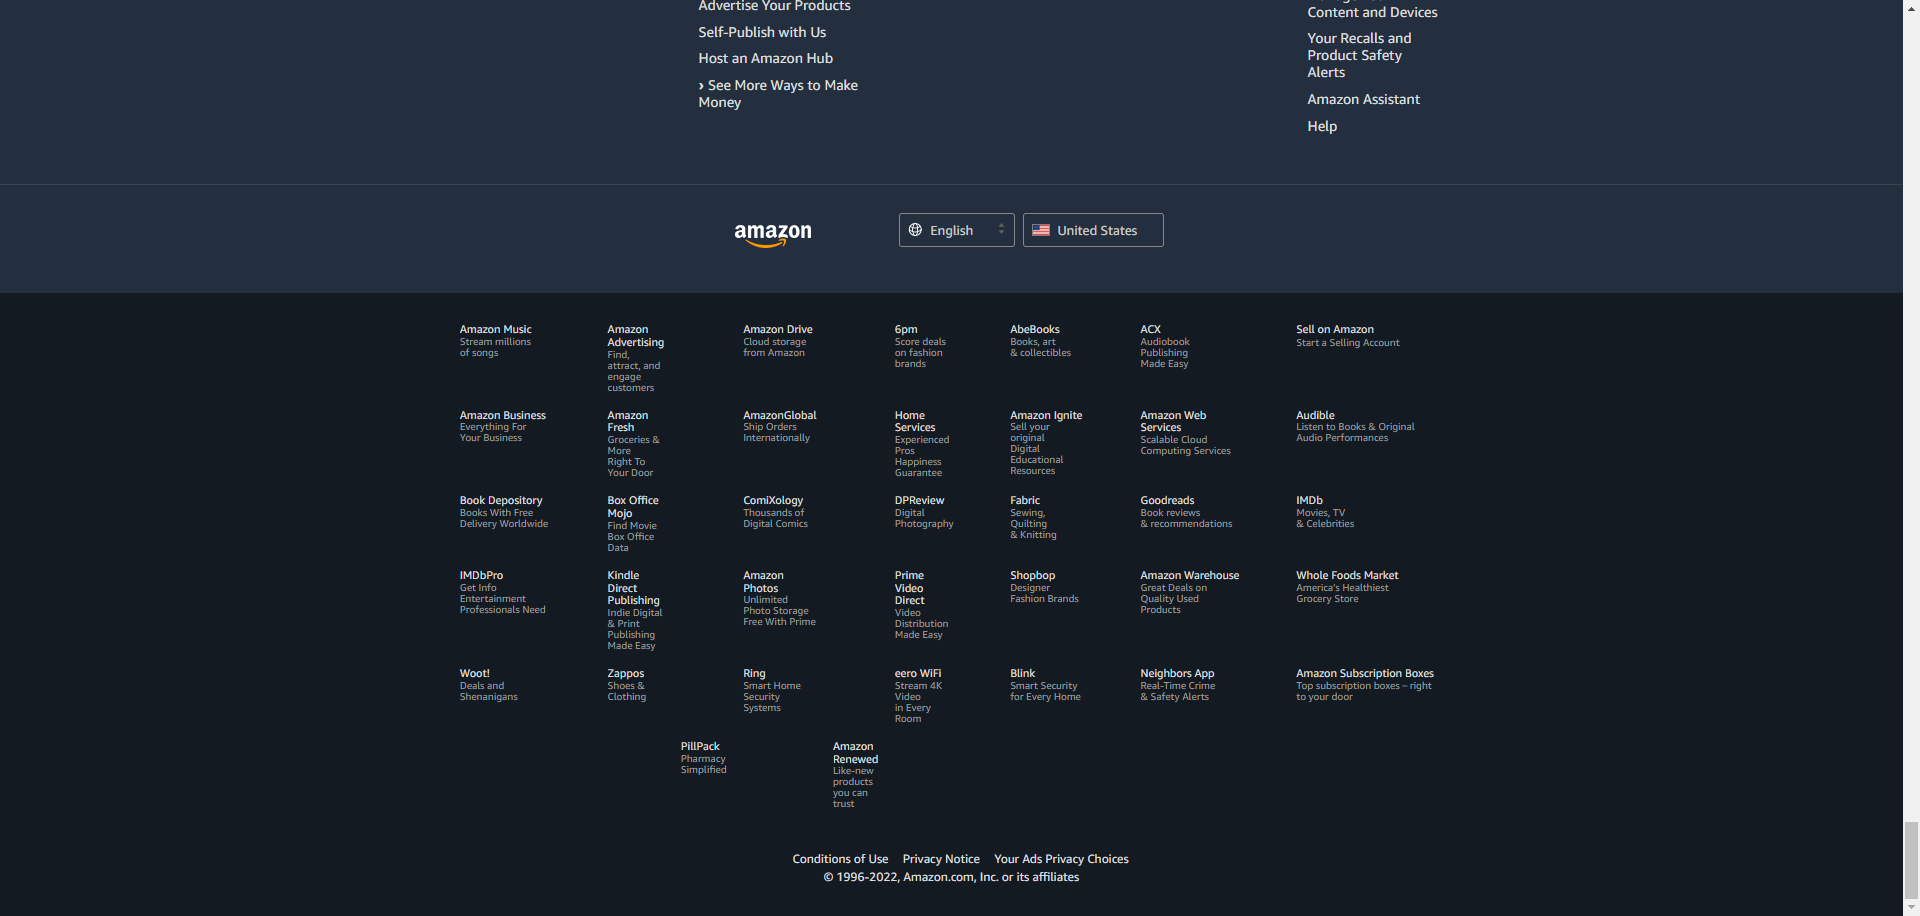 Advertise Your Products
Self-Publish with Us
Host an Amazon Hub
› See More Ways to Make
Money
Content and Devices
Your Recalls and
Product Safety
Alerts
Amazon Assistant
Help
amazon
English
United States
Amazon Music
Stream millions
of songs
Amazon
Advertising
Find,
attract, and
engage
customers
Amazon Drive
Cloud storage
from Amazon
6pm
Score deals
on fashion
brands
AbeBooks
Books, art
& collectibles
ACX
Audiobook
Publishing
Made Easy
Sell on Amazon
Start a Selling Account
Amazon Business
Everything For
Your Business
Amazon
Fresh
Groceries &
More
Right To
Your Door
AmazonGlobal
Ship Orders
Internationally
Home
Services
Experienced
Pros
Happiness
Guarantee
Amazon Ignite
Sell your
original
Digital
Educational
Resources
Amazon Web
Services
Scalable Cloud
Computing Services
Audible
Listen to Books & Original
Audio Performances
Book Depository
Books With Free
Delivery Worldwide
Box Office
Mojo
Find Movie
Box Office
Data
ComiXology
Thousands of
Digital Comics
DPReview
Digital
Photography
Fabric
Sewing,
Quilting
& Knitting
Goodreads
Book reviews
& recommendations
IMDb
Movies, TV
& Celebrities
IMDbPro
Get Info
Entertainment
Professionals Need
Kindle
Direct
Publishing
Indie Digital
& Print
Publishing
Made Easy
Amazon
Photos
Unlimited
Photo Storage
Free With Prime
Prime
Video
Direct
Video
Distribution
Made Easy
Shopbop
Designer
Fashion Brands
Amazon Warehouse
Great Deals on
Quality Used
Products
Whole Foods Market
America's Healthiest
Grocery Store
Woot!
Deals and
Shenanigans
Zappos
Shoes &
Clothing
Ring
Smart Home
Security
Systems
eero WiFi
Stream 4K
Video
in Every
Room
Blink
Smart Security
for Every Home
Neighbors App
Real-Time Crime
& Safety Alerts
Amazon Subscription Boxes
Top subscription boxes – right
to your door
PillPack
Pharmacy
Simplified
Amazon
Renewed
Like-new
products
you can
trust
Conditions of Use Privacy Notice Your Ads Privacy Choices
© 1996-2022, Amazon.com, Inc. or its affiliates